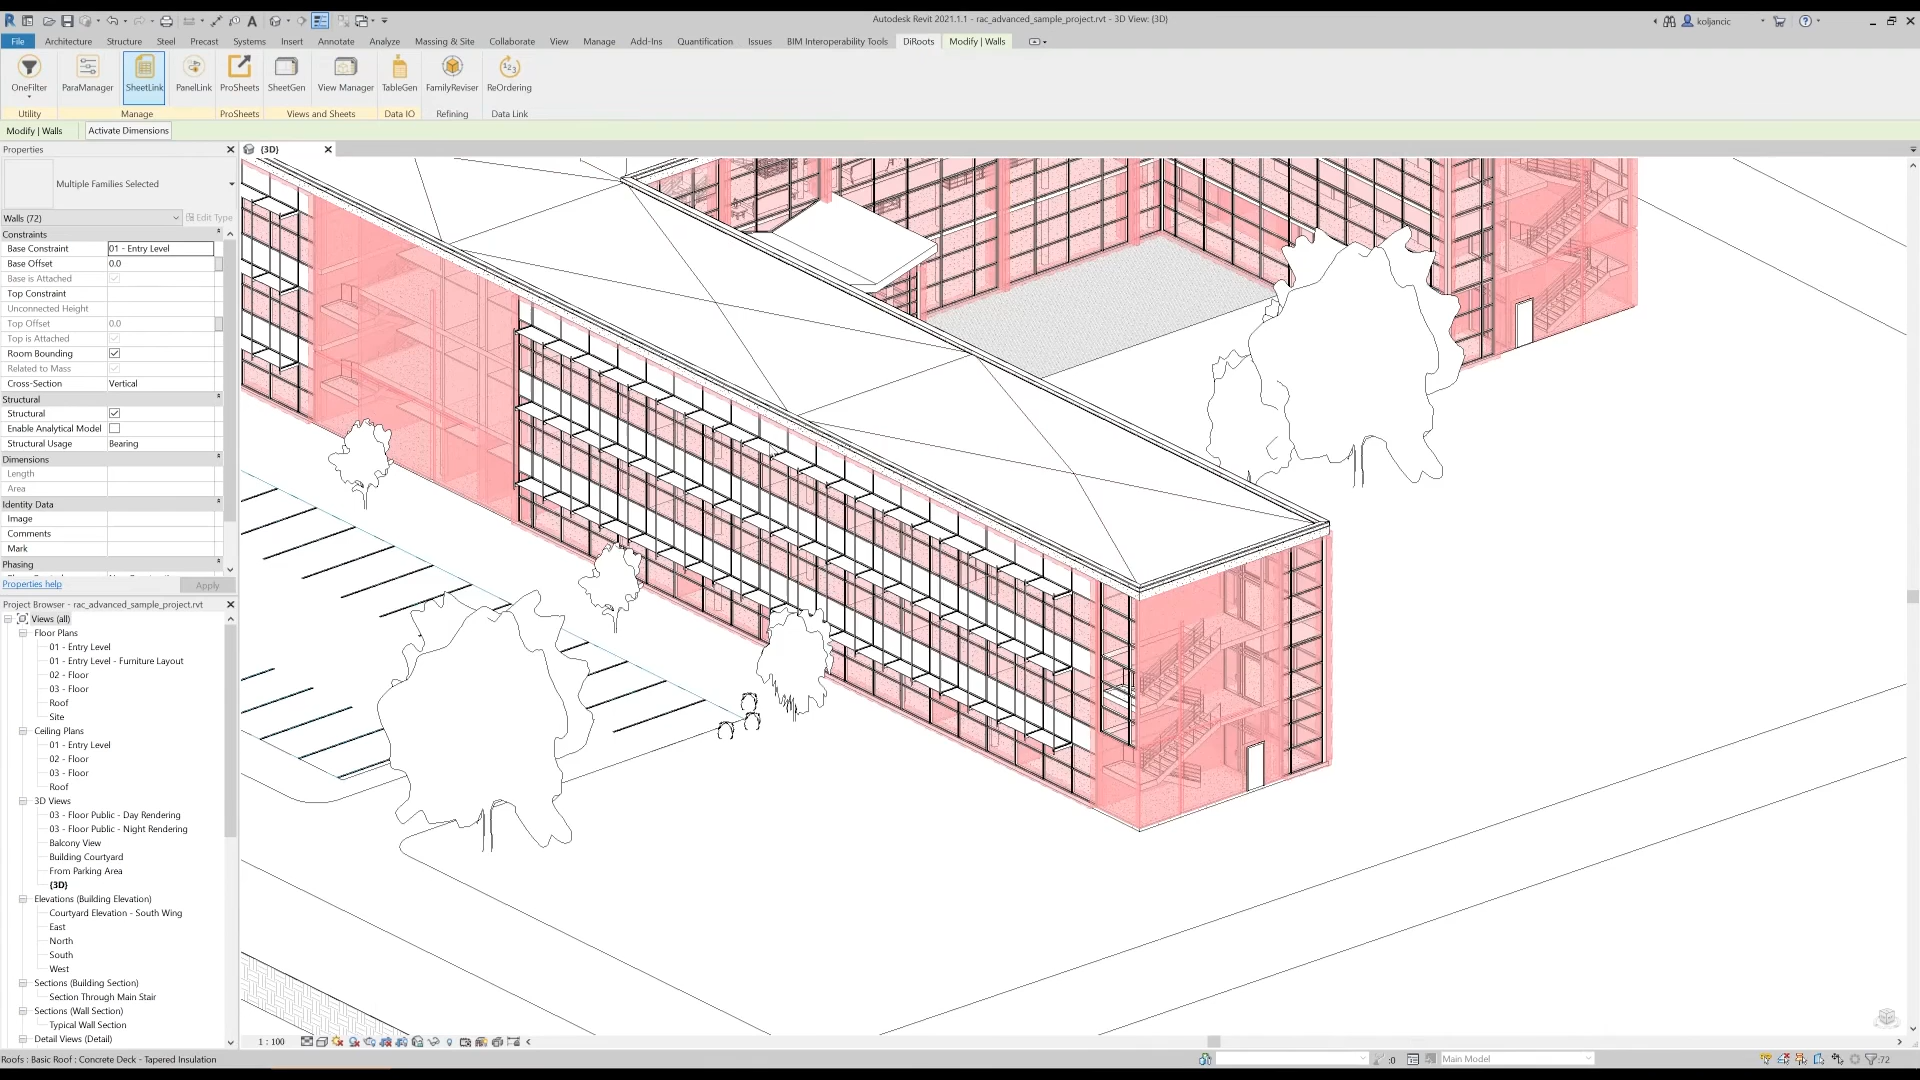 Autodesk Revit 2021.1.1 - rac_advanced_sample_project.rvt - 3D View: {3D}
koljancic
File Architecture Structure Steel Precast Systems Insert Annotate Analyze Massing & Site Collaborate View Manage Add-Ins Quantification Issues BIM Interoperability Tools DiRoots Modify | Walls
OneFilter ParaManager SheetLink PanelLink ProSheets SheetGen View Manager TableGen FamilyReviser ReOrdering
Utility Manage ProSheets Views and Sheets Data IO Refining Data Link
Modify | Walls Activate Dimensions
Properties
{3D}
Multiple Families Selected
Walls (72) Edit Type
Constraints
Base Constraint 01 - Entry Level
Base Offset 0.0
Base is Attached
Top Constraint
Unconnected Height
Top Offset 0.0
Top is Attached
Room Bounding
Related to Mass
Cross-Section Vertical
Structural
Structural
Enable Analytical Model
Structural Usage Bearing
Dimensions
Length
Area
Identity Data
Image
Comments
Mark
Phasing
Properties help Apply
Project Browser - rac_advanced_sample_project.rvt
Views (all)
Floor Plans
01 - Entry Level
01 - Entry Level - Furniture Layout
02 - Floor
03 - Floor
Roof
Site
Ceiling Plans
01 - Entry Level
02 - Floor
03 - Floor
Roof
3D Views
03 - Floor Public - Day Rendering
03 - Floor Public - Night Rendering
Balcony View
Building Courtyard
From Parking Area
{3D}
Elevations (Building Elevation)
Courtyard Elevation - South Wing
East
North
South
West
Sections (Building Section)
Section Through Main Stair
Sections (Wall Section)
Typical Wall Section
Detail Views (Detail)
1 : 100
Roofs : Basic Roof : Concrete Deck - Tapered Insulation
:0
Main Model
:72